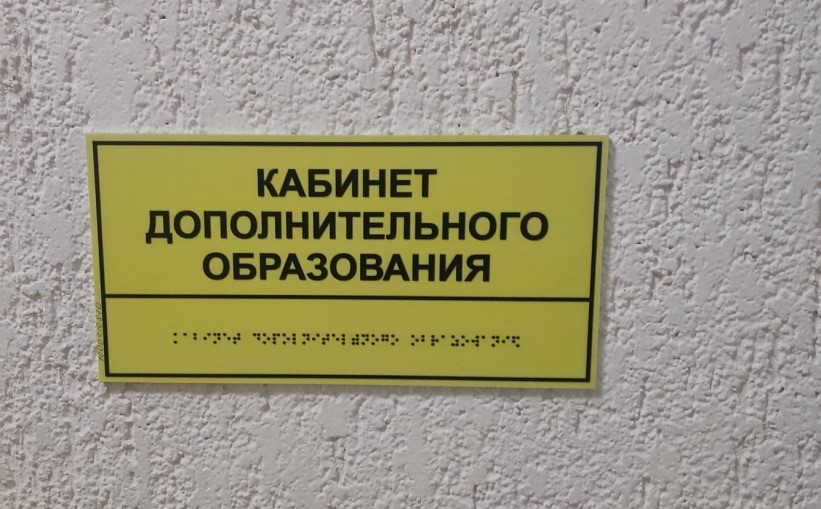 КАБИНЕТ
ДОПОЛНИТЕЛЬНОГО
ОБРАЗОВАНИЯ
⠅⠁⠃⠊⠝⠑⠞ ⠙⠕⠏⠕⠇⠝⠊⠞⠑⠇⠾⠝⠕⠛⠕ ⠕⠃⠗⠁⠵⠕⠺⠁⠝⠊⠫